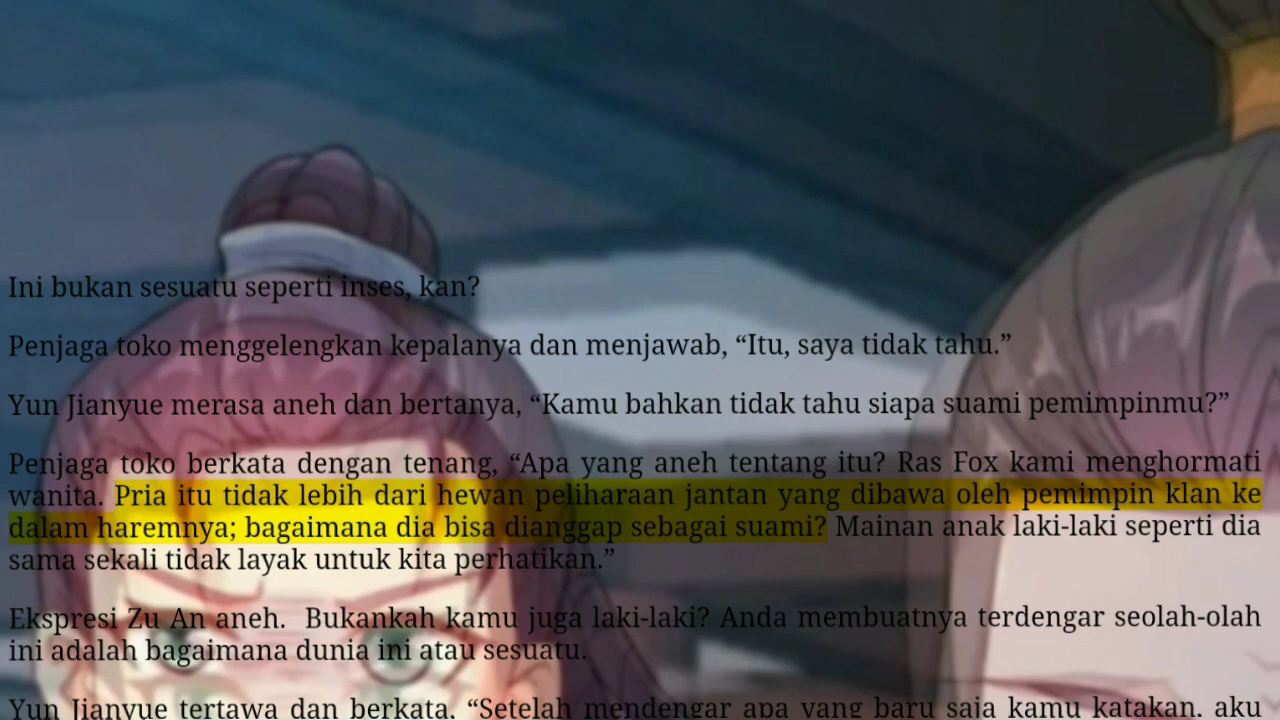 Ini bukan sesuatu seperti inses, kan?
Penjaga toko menggelengkan kepalanya dan menjawab, “Itu, saya tidak tahu.”
Yun Jianyue merasa aneh dan bertanya, “Kamu bahkan tidak tahu siapa suami pemimpinmu?”
Penjaga toko berkata dengan tenang, “Apa yang aneh tentang itu? Ras Fox kami menghormati
wanita. Pria itu tidak lebih dari hewan peliharaan jantan yang dibawa oleh pemimpin klan ke
dalam haremnya; bagaimana dia bisa dianggap sebagai suami? Mainan anak laki-laki seperti dia
sama sekali tidak layak untuk kita perhatikan.”
Ekspresi Zu An aneh.  Bukankah kamu juga laki-laki? Anda membuatnya terdengar seolah-olah
ini adalah bagaimana dunia ini atau sesuatu.
Yun Jianyue tertawa dan berkata, “Setelah mendengar apa yang baru saja kamu katakan, aku